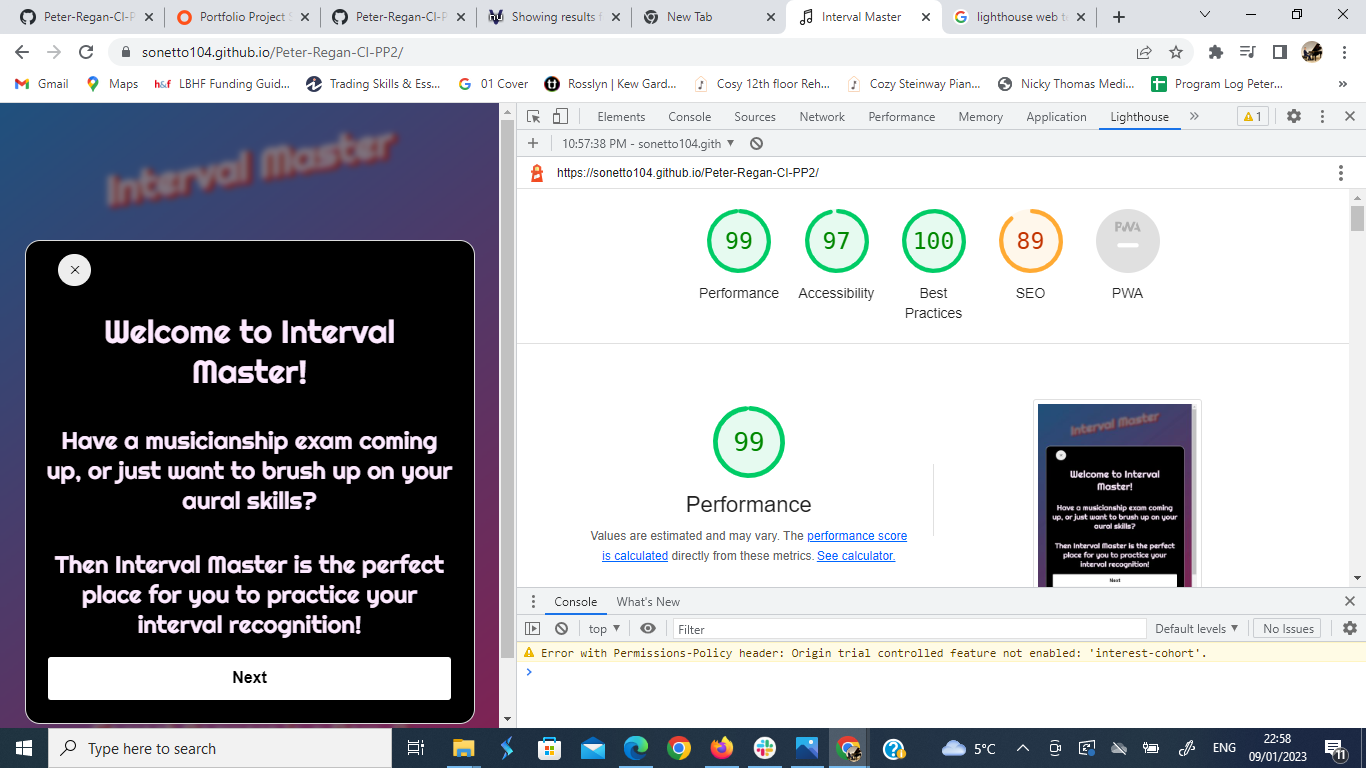 Peter-Regan-CI-P
Portfolio Project
Peter-Regan-CI-P
Showing results f
New Tab
Interval Master
lighthouse web t
sonetto104.github.io/Peter-Regan-CI-PP2/
Gmail
Maps
h&f
LBHF Funding Guid...
Trading Skills & Ess...
01 Cover
Rosslyn | Kew Gard...
Cosy 12th floor Reh...
Cozy Steinway Pian...
Nicky Thomas Medi...
Program Log Peter...
»
Interval Master
×
Welcome to Interval
Master!
Have a musicianship exam coming
up, or just want to brush up on your
aural skills?
Then Interval Master is the perfect
place for you to practice your
interval recognition!
Next
Elements
Console
Sources
Network
Performance
Memory
Application
Lighthouse
»
1
10:57:38 PM - sonetto104.gith
https://sonetto104.github.io/Peter-Regan-CI-PP2/
99
97
100
89
PWA
Performance
Accessibility
Best
Practices
SEO
PWA
99
Performance
Values are estimated and may vary. The performance score
is calculated directly from these metrics. See calculator.
Interval Master
Welcome to Interval
Master!
Have a musicianship exam coming
up, or just want to brush up on your
aural skills?
Then Interval Master is the perfect
place for you to practice your
interval recognition!
Next
Console
What's New
top
Filter
Default levels
No Issues
Error with Permissions-Policy header: Origin trial controlled feature not enabled: 'interest-cohort'.
Type here to search
5°C
ENG
22:58
09/01/2023
11